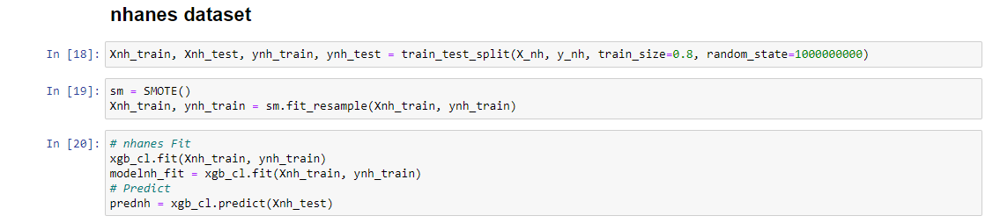 nhanes dataset
In [18]: Xnh_train, Xnh_test, ynh_train, ynh_test = train_test_split(X_nh, y_nh, train_size=0.8, random_state=1000000000)
In [19]: sm = SMOTE()
Xnh_train, ynh_train = sm.fit_resample(Xnh_train, ynh_train)
In [20]: # nhanes Fit
xgb_cl.fit(Xnh_train, ynh_train)
modelnh_fit = xgb_cl.fit(Xnh_train, ynh_train)
# Predict
prednh = xgb_cl.predict(Xnh_test)